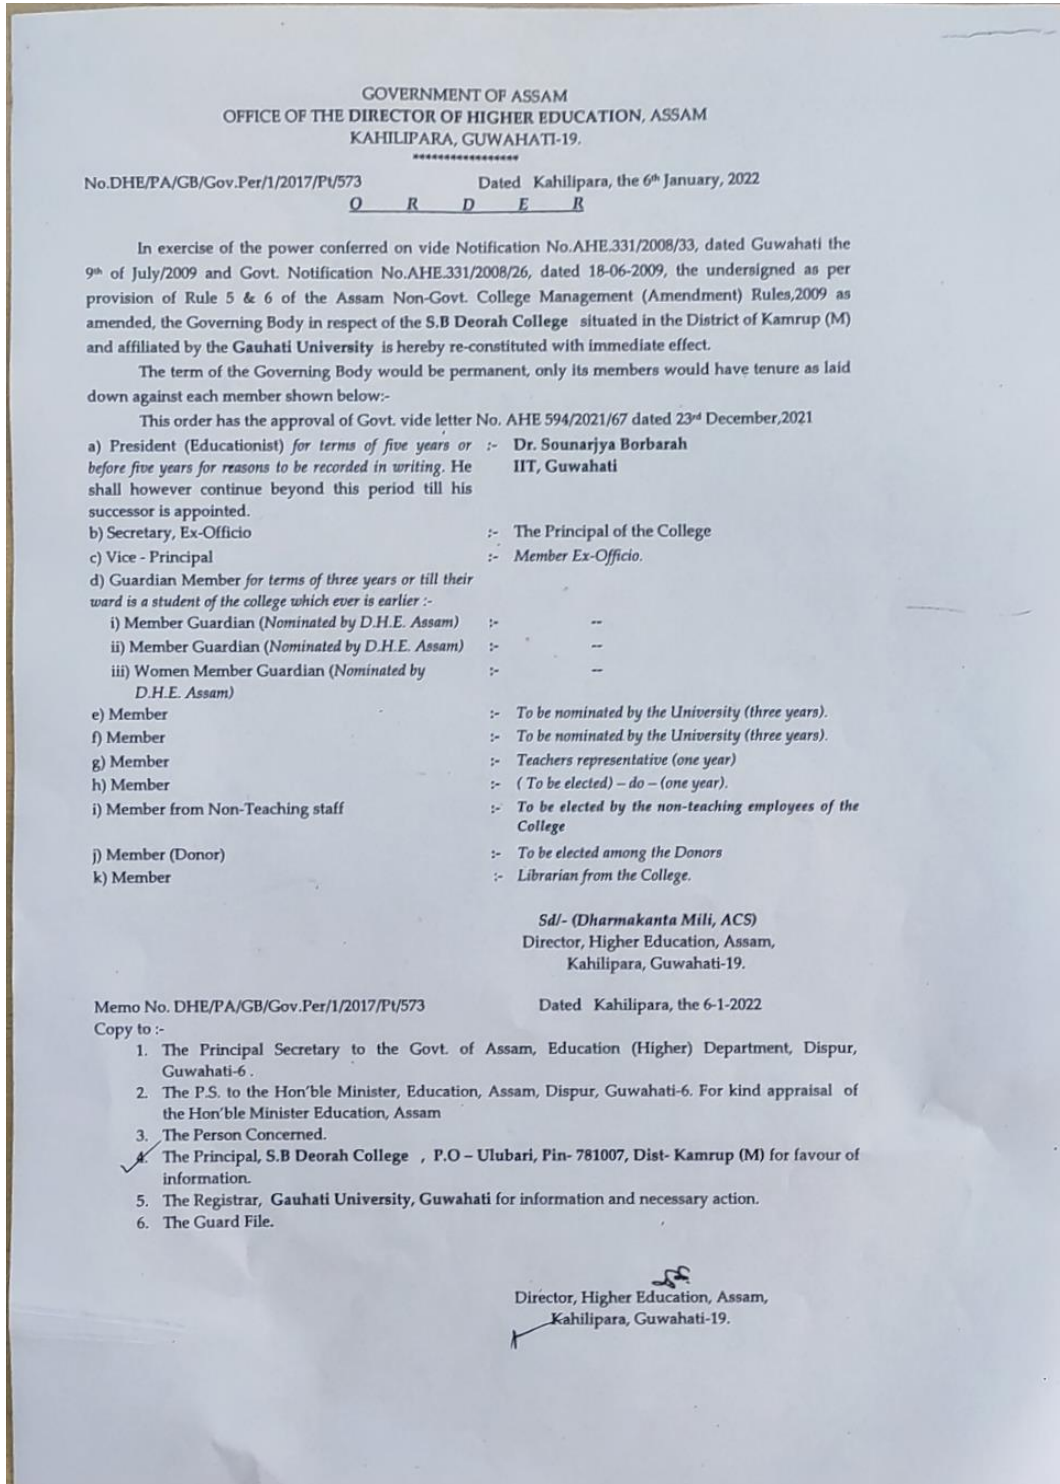 GOVERNMENT OF ASSAM
OFFICE OF THE DIRECTOR OF HIGHER EDUCATION, ASSAM
KAHILIPARA, GUWAHATI-19.
*****************
No.DHE/PA/GB/Gov.Per/1/2017/Pt/573 Dated Kahilipara, the 6th January, 2022
O R D E R
In exercise of the power conferred on vide Notification No.AHE.331/2008/33, dated Guwahati the
9th of July/2009 and Govt. Notification No.AHE.331/2008/26, dated 18-06-2009, the undersigned as per
provision of Rule 5 & 6 of the Assam Non-Govt. College Management (Amendment) Rules,2009 as
amended, the Governing Body in respect of the S.B Deorah College situated in the District of Kamrup (M)
and affiliated by the Gauhati University is hereby re-constituted with immediate effect.
The term of the Governing Body would be permanent, only its members would have tenure as laid
down against each member shown below:-
This order has the approval of Govt. vide letter No. AHE 594/2021/67 dated 23rd December,2021
a) President (Educationist) for terms of five years or :- Dr. Sounarjya Borbarah
before five years for reasons to be recorded in writing. He IIT, Guwahati
shall however continue beyond this period till his
successor is appointed.
b) Secretary, Ex-Officio :- The Principal of the College
c) Vice - Principal :- Member Ex-Officio.
d) Guardian Member for terms of three years or till their
ward is a student of the college which ever is earlier :-
i) Member Guardian (Nominated by D.H.E. Assam) :- --
ii) Member Guardian (Nominated by D.H.E. Assam) :- --
iii) Women Member Guardian (Nominated by :- --
D.H.E. Assam)
e) Member :- To be nominated by the University (three years).
f) Member :- To be nominated by the University (three years).
g) Member :- Teachers representative (one year)
h) Member :- ( To be elected) – do – (one year).
i) Member from Non-Teaching staff :- To be elected by the non-teaching employees of the
College
j) Member (Donor) :- To be elected among the Donors
k) Member :- Librarian from the College.
Sd/- (Dharmakanta Mili, ACS)
Director, Higher Education, Assam,
Kahilipara, Guwahati-19.
Memo No. DHE/PA/GB/Gov.Per/1/2017/Pt/573 Dated Kahilipara, the 6-1-2022
Copy to :-
1. The Principal Secretary to the Govt. of Assam, Education (Higher) Department, Dispur,
Guwahati-6 .
2. The P.S. to the Hon'ble Minister, Education, Assam, Dispur, Guwahati-6. For kind appraisal of
the Hon'ble Minister Education, Assam
3. The Person Concerned.
4. The Principal, S.B Deorah College , P.O – Ulubari, Pin- 781007, Dist- Kamrup (M) for favour of
information.
5. The Registrar, Gauhati University, Guwahati for information and necessary action.
6. The Guard File.
Director, Higher Education, Assam,
Kahilipara, Guwahati-19.